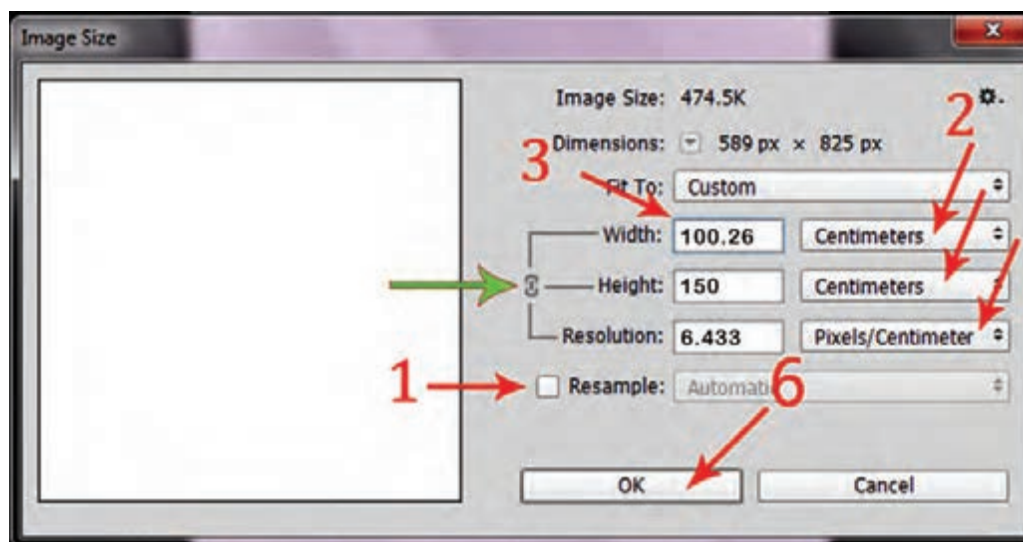 Image Size
Image Size: 474.5K
2
Dimensions: 589 px × 825 px
3
Fit To: Custom
Width: 100.26 Centimeters
Height: 150 Centimeters
Resolution: 6.433 Pixels/Centimeter
1
Resample: Automatic
6
OK Cancel